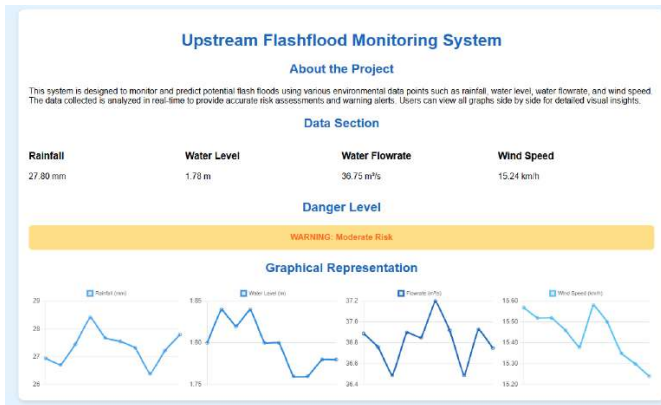 Upstream Flashflood Monitoring System
About the Project
This system is designed to monitor and predict potential flash floods using various environmental data points such as rainfall, water level, water flowrate, and wind speed.
The data collected is analyzed in real-time to provide accurate risk assessments and warning alerts. Users can view all graphs side by side for detailed visual insights.
Data Section
Rainfall Water Level Water Flowrate Wind Speed
27.80 mm 1.78 m 36.75 m³/s 15.24 km/h
Danger Level
WARNING: Moderate Risk
Graphical Representation
Rainfall (mm) Water Level (m) Flowrate (m³/s) Wind Speed (km/h)
29 1.85 37.2 15.60
28 37.0 15.50
27 1.80 36.8 15.40
36.6 15.30
26 1.75 36.4 15.20